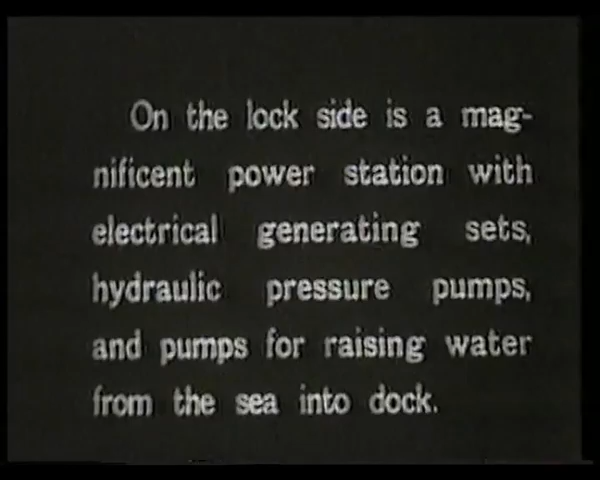 On the lock side is a mag-
nificent power station with
electrical generating sets,
hydraulic pressure pumps,
and pumps for raising water
from the sea into dock.